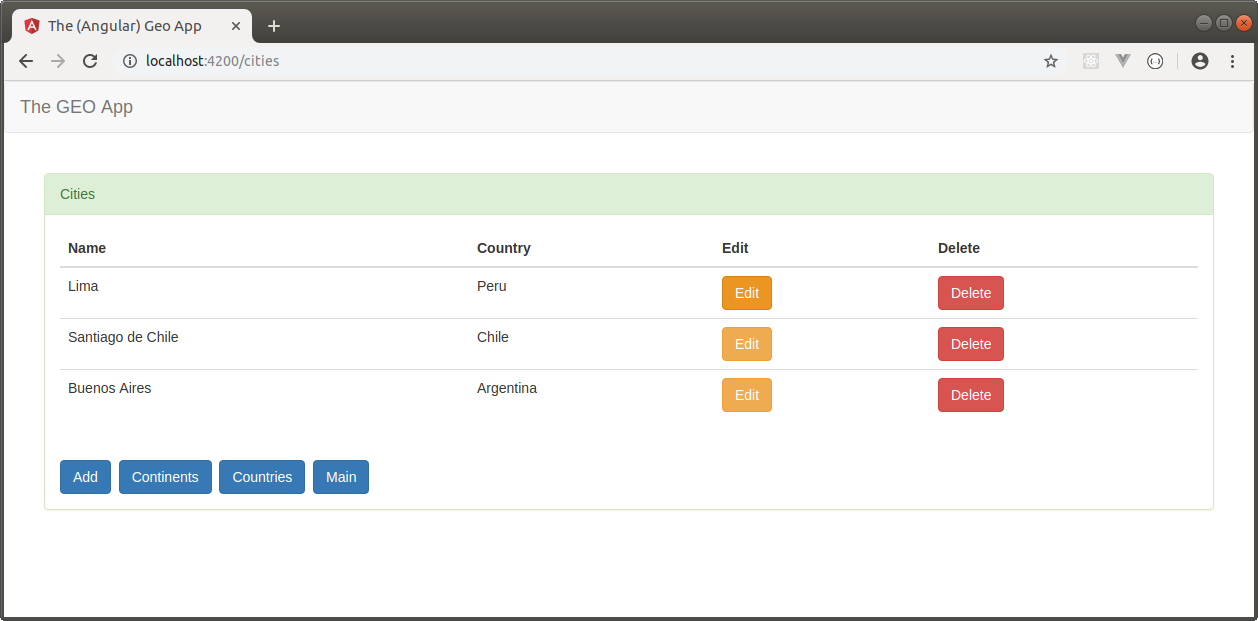 The (Angular) Geo App
localhost:4200/cities
The GEO App
Cities
Name Country Edit Delete
Lima Peru Edit Delete
Santiago de Chile Chile Edit Delete
Buenos Aires Argentina Edit Delete
Add Continents Countries Main